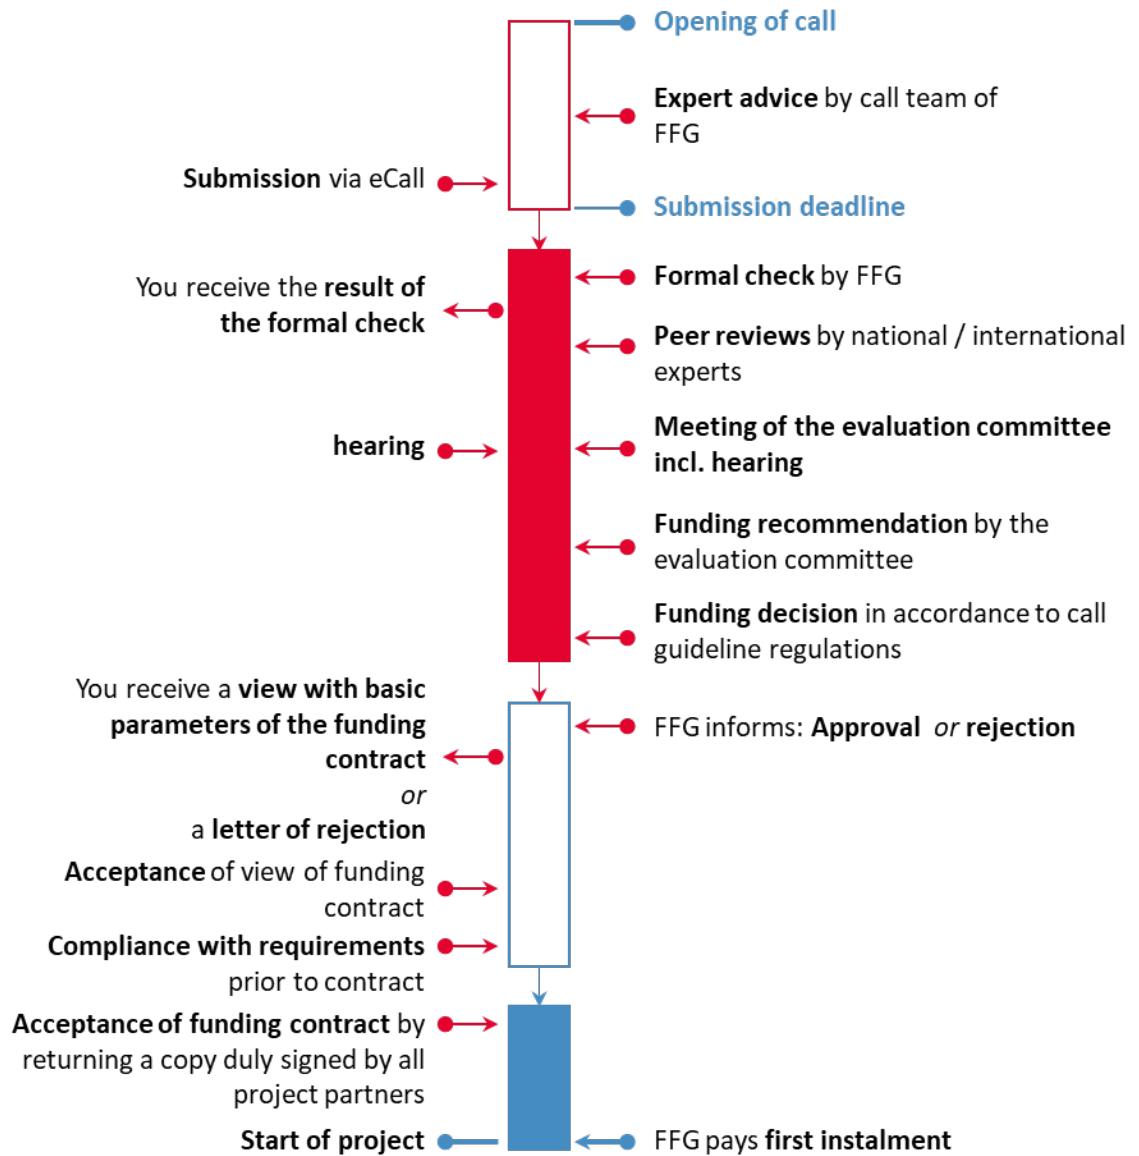 Opening of call
Expert advice by call team of
FFG
Submission via eCall
Submission deadline
Formal check by FFG
You receive the result of
the formal check
Peer reviews by national / international
experts
hearing
Meeting of the evaluation committee
incl. hearing
Funding recommendation by the
evaluation committee
Funding decision in accordance to call
guideline regulations
You receive a view with basic
parameters of the funding
contract
or
a letter of rejection
FFG informs: Approval or rejection
Acceptance of view of funding
contract
Compliance with requirements
prior to contract
Acceptance of funding contract by
returning a copy duly signed by all
project partners
Start of project
FFG pays first instalment